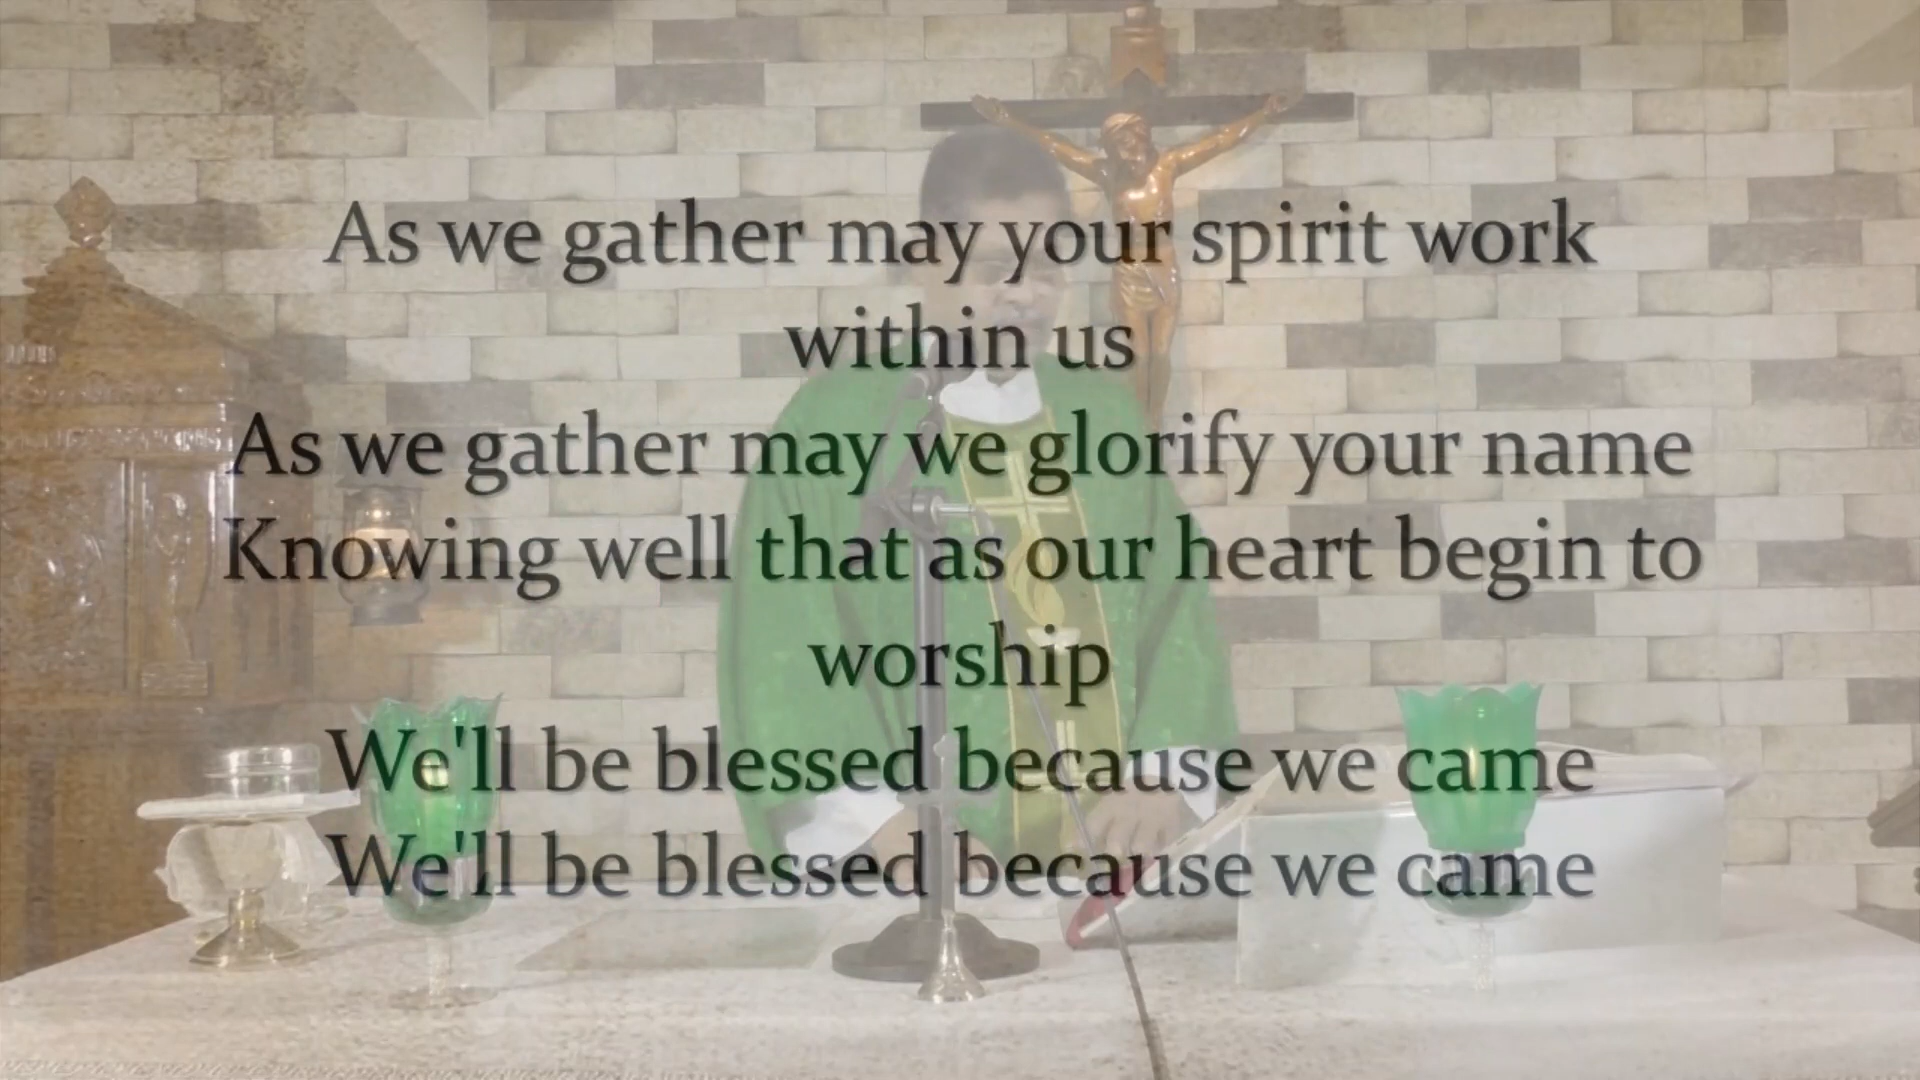 As we gather may your spirit work
within us
As we gather may we glorify your name
Knowing well that as our heart begin to
worship
We'll be blessed because we came
We'll be blessed because we came